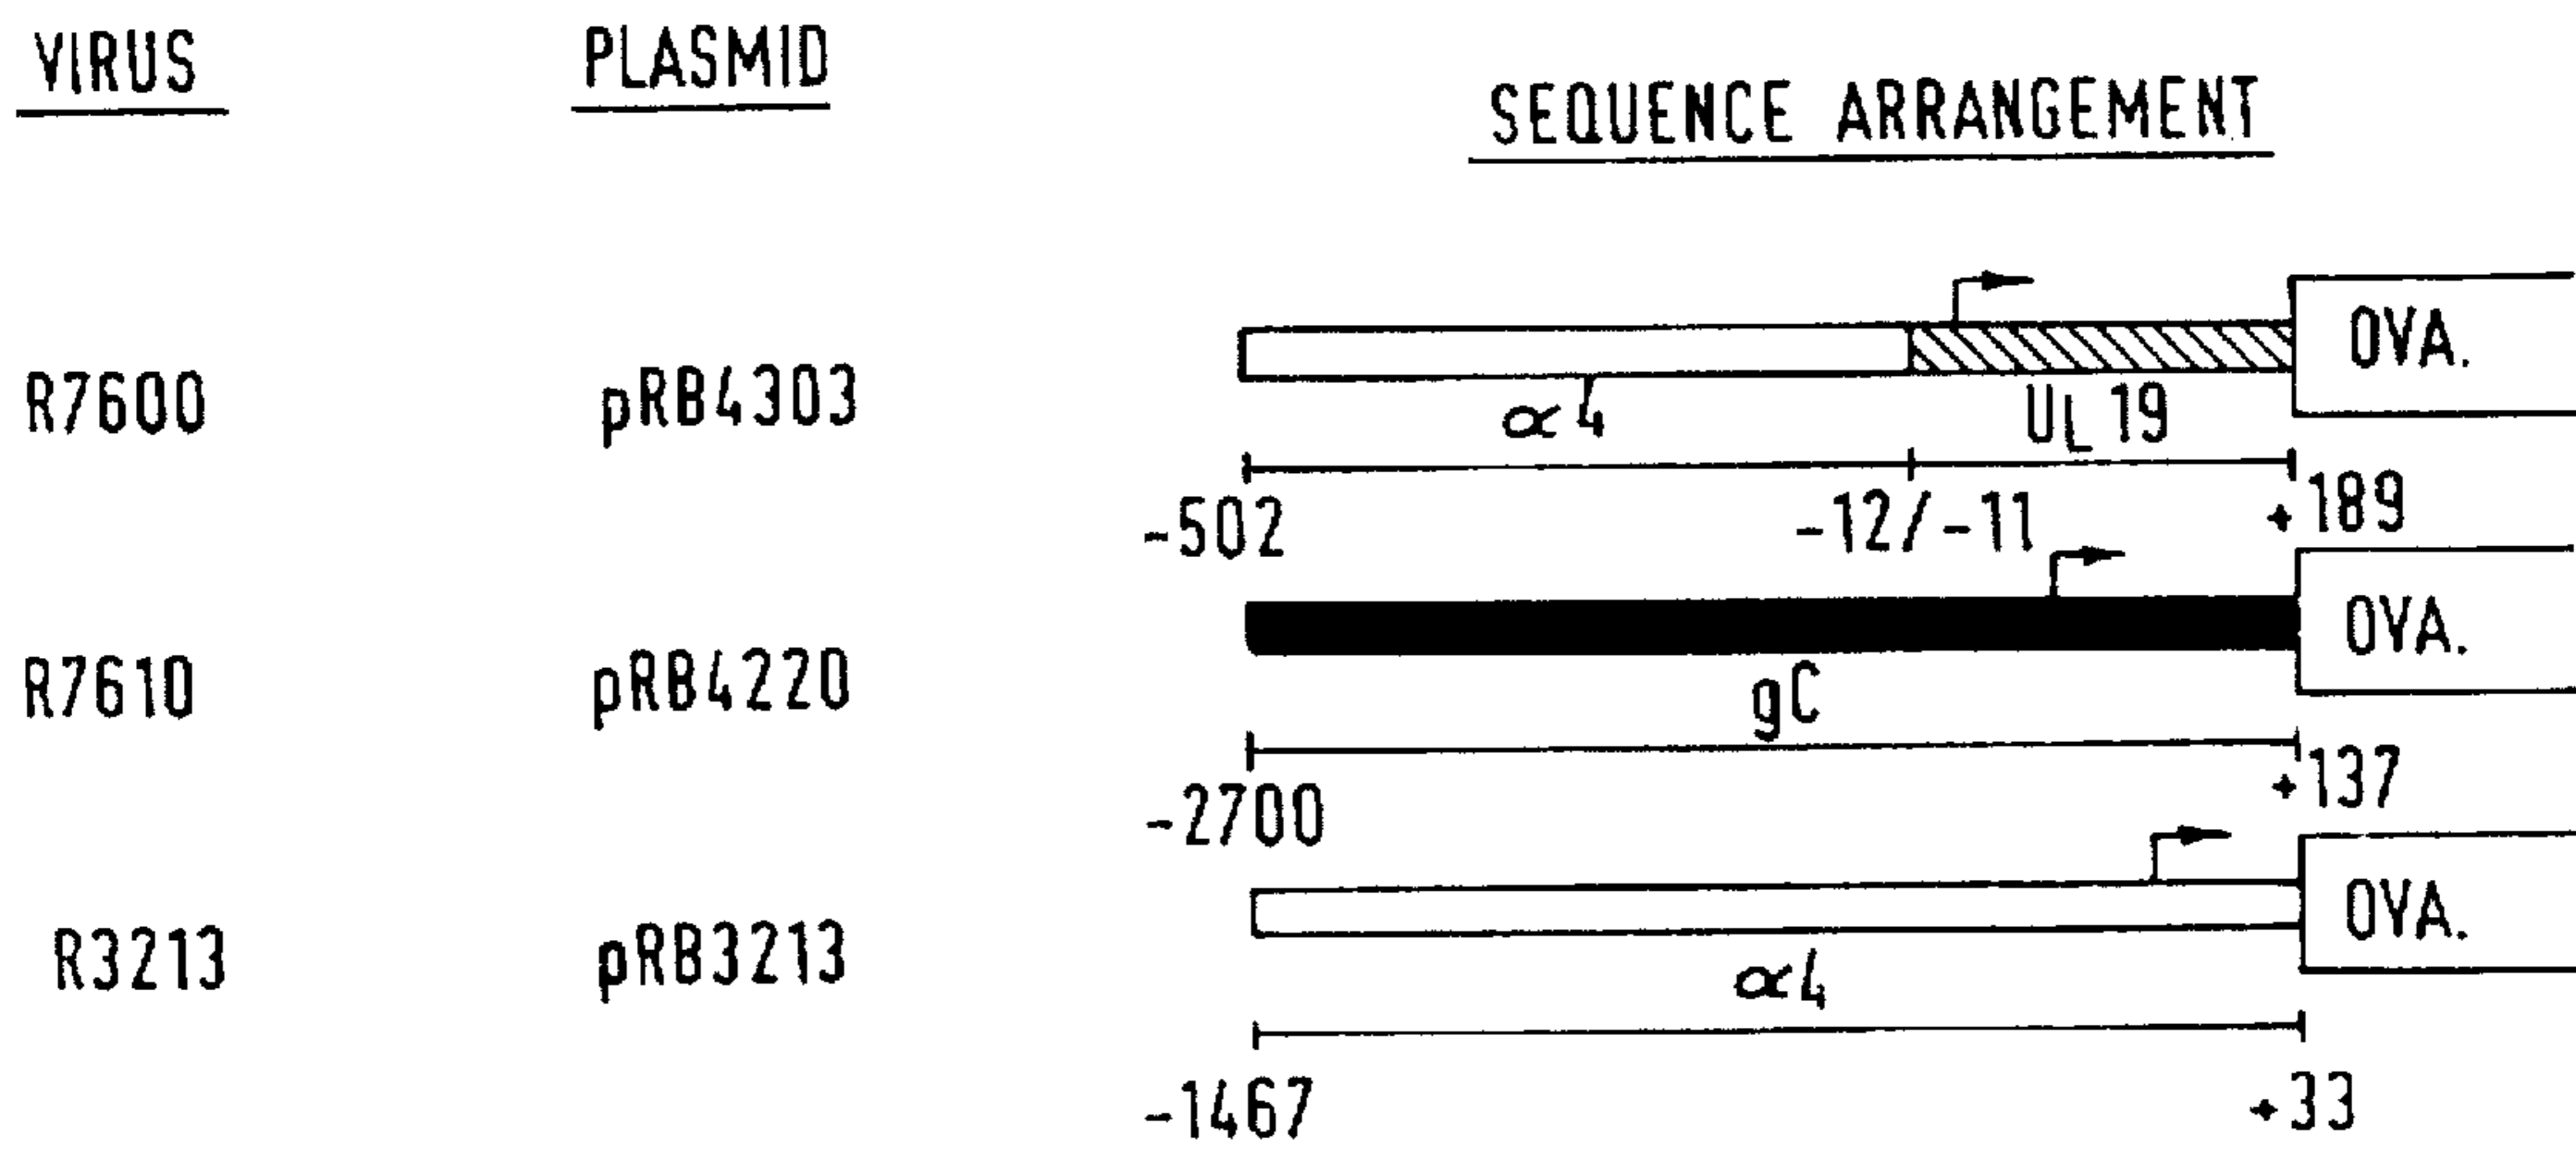 VIRUS PLASMID SEQUENCE ARRANGEMENT
R7600 pRB4303 OVA.
α4 UL19
-502 -12/-11 +189
R7610 pRB4220 OVA.
gC
-2700 +137
R3213 pRB3213 OVA.
α4
-1467 +33